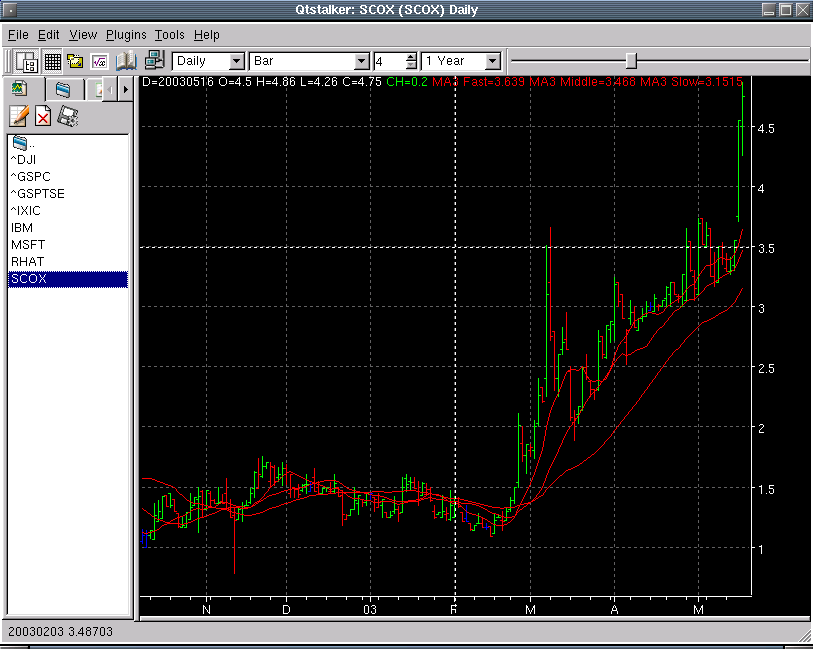 Qtstalker: SCOX (SCOX) Daily
File Edit View Plugins Tools Help
Daily Bar 4 1 Year
D=20030516 O=4.5 H=4.86 L=4.26 C=4.75 CH=0.2 MA3 Fast=3.639 MA3 Middle=3.468 MA3 Slow=3.1515
..
^DJI
^GSPC
^GSPTSE
^IXIC
IBM
MSFT
RHAT
SCOX
4.5
4
3.5
3
2.5
2
1.5
1
N D 03 F M A M
20030203 3.48703